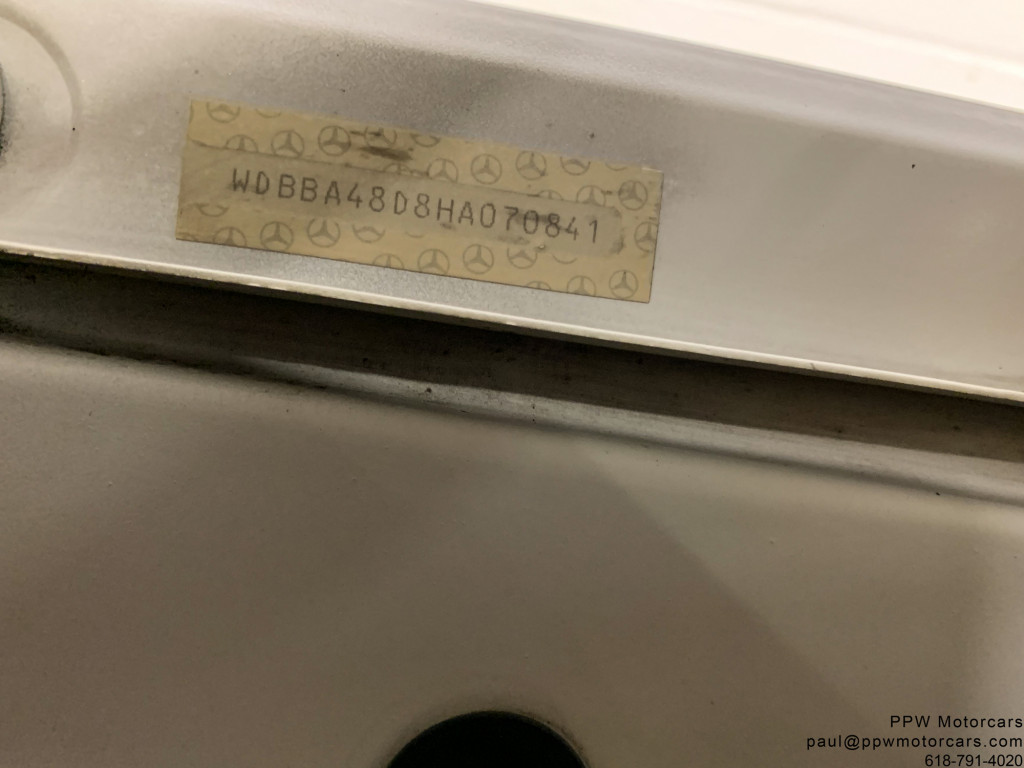 WDBBA48D8HA070841
PPW Motorcars
paul@ppwmotorcars.com
618-791-4020